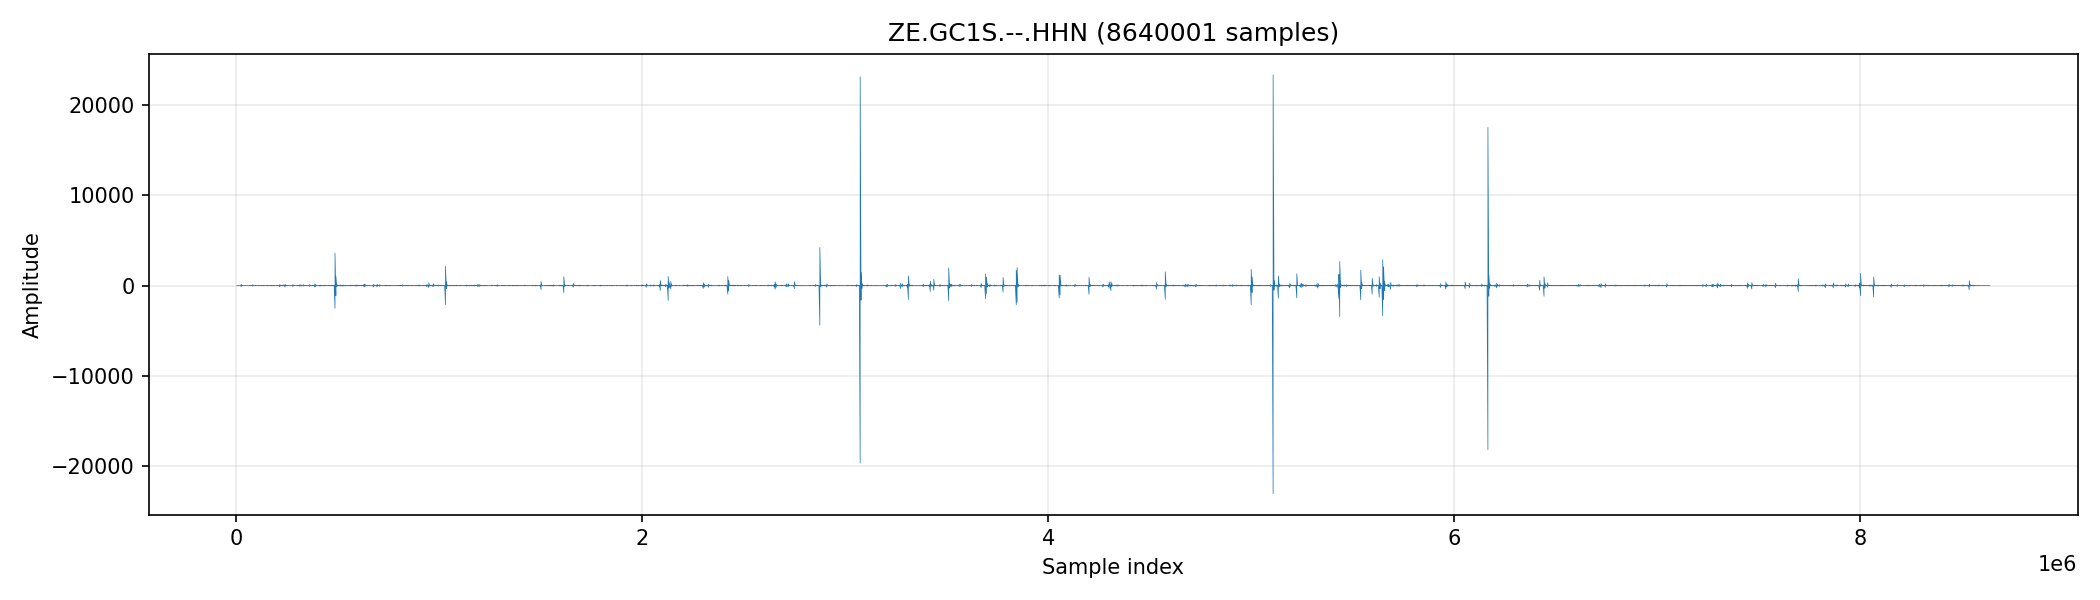 ZE.GC1S.--.HHN (8640001 samples)
20000
10000
0
−10000
−20000
Amplitude
0 2 4 6 8
1e6
Sample index